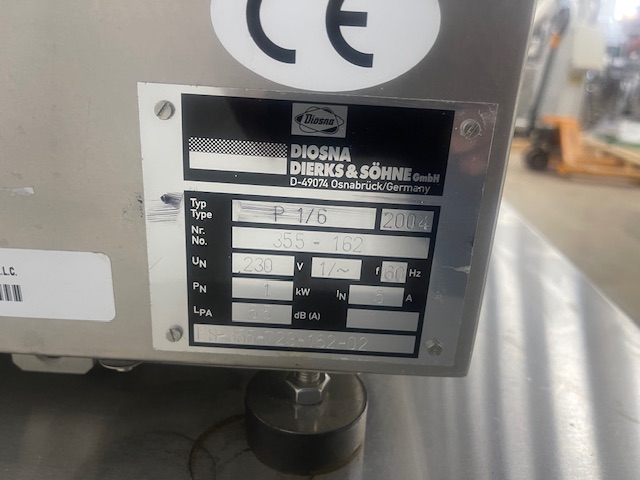 CE
Diosna
DIOSNA
DIERKS & SÖHNE GmbH
D-49074 Osnabrück/Germany
Typ
Type P 1/6 2004
Nr.
No. 355 - 162
L.C.
UN 230 V 1/~ f 60 Hz
PN 1 kW IN A
LPA dB (A)